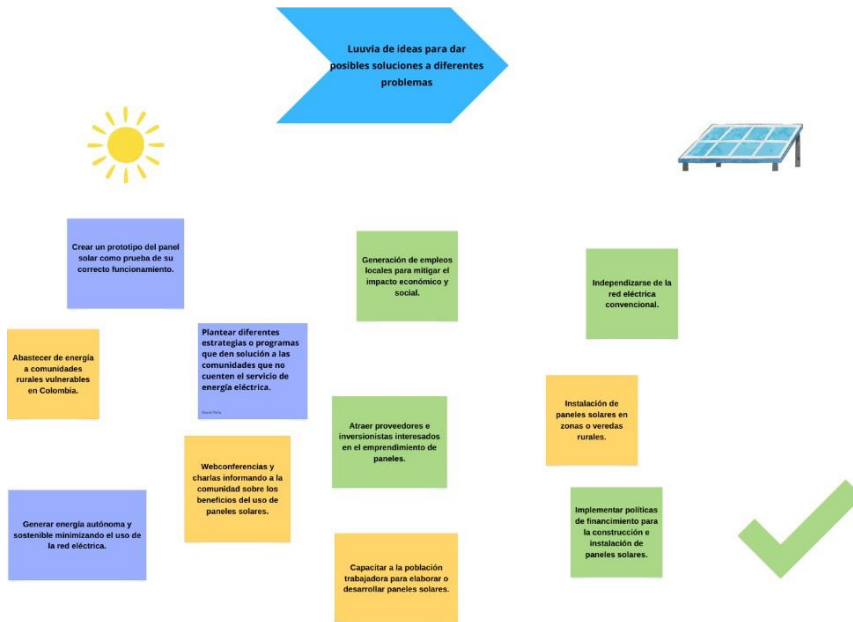 Luuvia de ideas para dar
posibles soluciones a diferentes
problemas
Crear un prototipo del panel
solar como prueba de su
correcto funcionamiento.
Generación de empleos
locales para mitigar el
impacto económico y
social.
Independizarse de la
red eléctrica
convencional.
Abastecer de energía
a comunidades
rurales vulnerables
en Colombia.
Plantear diferentes
estrategias o programas
que den solución a las
comunidades que no
cuenten el servicio de
energía eléctrica.
Atraer proveedores e
inversionistas interesados
en el emprendimiento de
paneles.
Instalación de
paneles solares en
zonas o veredas
rurales.
Webconferencias y
charlas informando a la
comunidad sobre los
beneficios del uso de
paneles solares.
Generar energía autónoma y
sostenible minimizando el uso de
la red eléctrica.
Implementar políticas
de financimiento para
la construcción e
instalación de
paneles solares.
Capacitar a la población
trabajadora para elaborar o
desarrollar paneles solares.